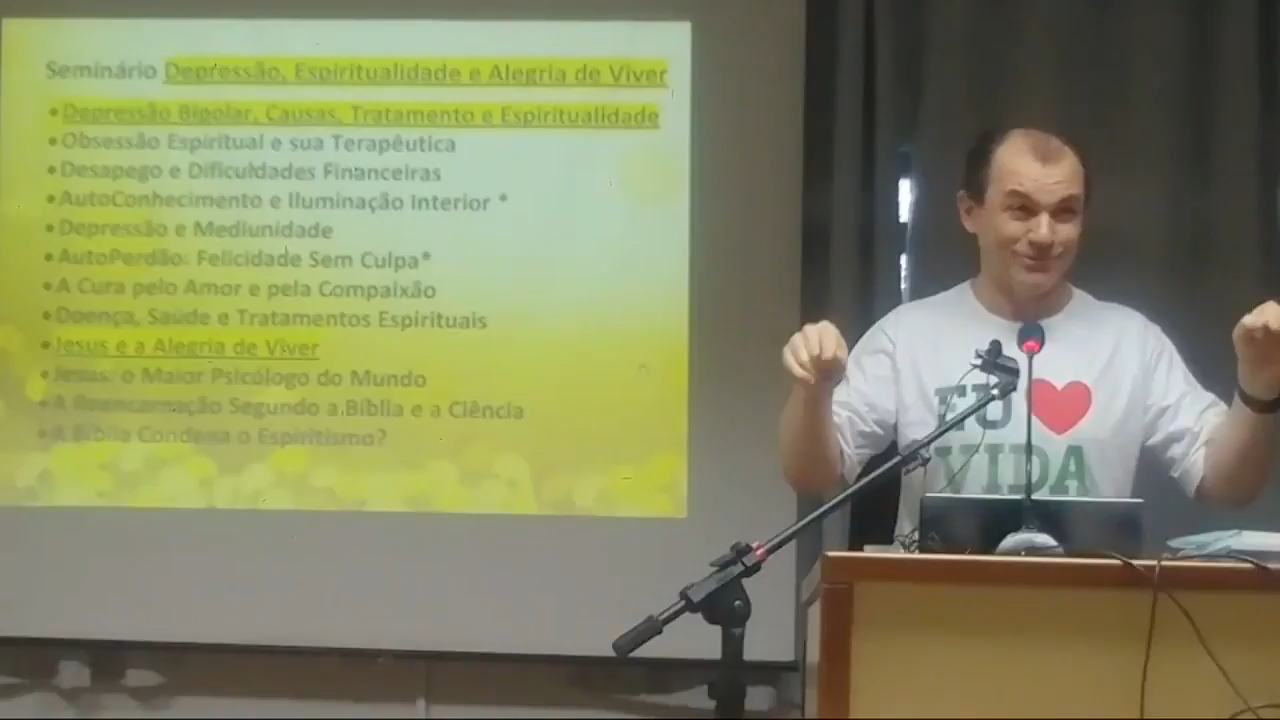 Seminário Depressão, Espiritualidade e Alegria de Viver
•Depressão Bipolar, Causas, Tratamento e Espiritualidade
•Obsessão Espiritual e sua Terapêutica
•Desapego e Dificuldades Financeiras
•AutoConhecimento e Iluminação Interior *
•Depressão e Mediunidade
•AutoPerdão: Felicidade Sem Culpa*
•A Cura pelo Amor e pela Compaixão
•Doença, Saúde e Tratamentos Espirituais
•Jesus e a Alegria de Viver
•Jesus: o Maior Psicólogo do Mundo
•A Reencarnação Segundo a Bíblia e a Ciência
•A Bíblia Condena o Espiritismo?
EU
VIDA